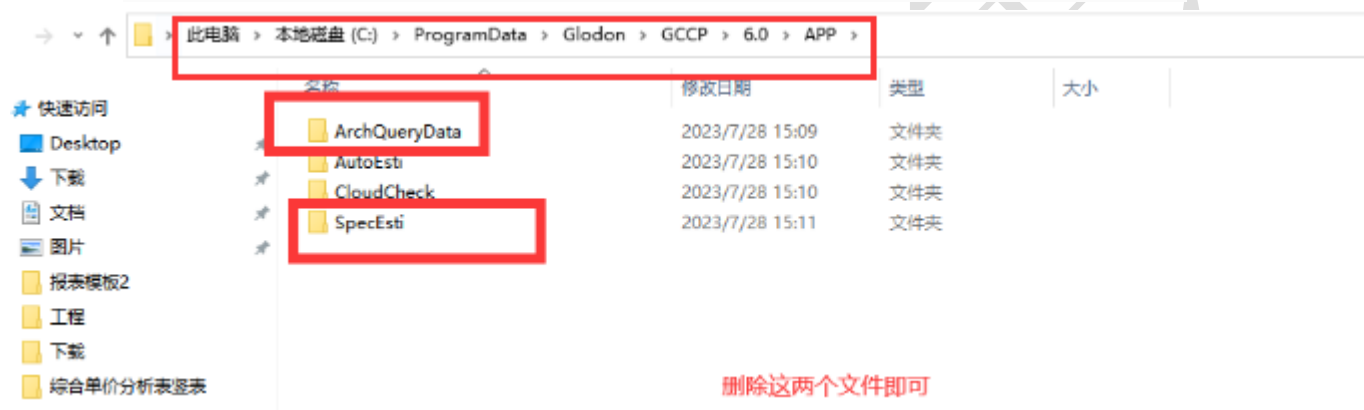 此电脑 › 本地磁盘 (C:) › ProgramData › Glodon › GCCP › 6.0 › APP ›
名称 修改日期 类型 大小
快速访问
ArchQueryData 2023/7/28 15:09 文件夹
Desktop
AutoEsti 2023/7/28 15:10 文件夹
下载
CloudCheck 2023/7/28 15:10 文件夹
文档
SpecEsti 2023/7/28 15:11 文件夹
图片
报表模板2
工程
下载
综合单价分析表竖表
删除这两个文件即可